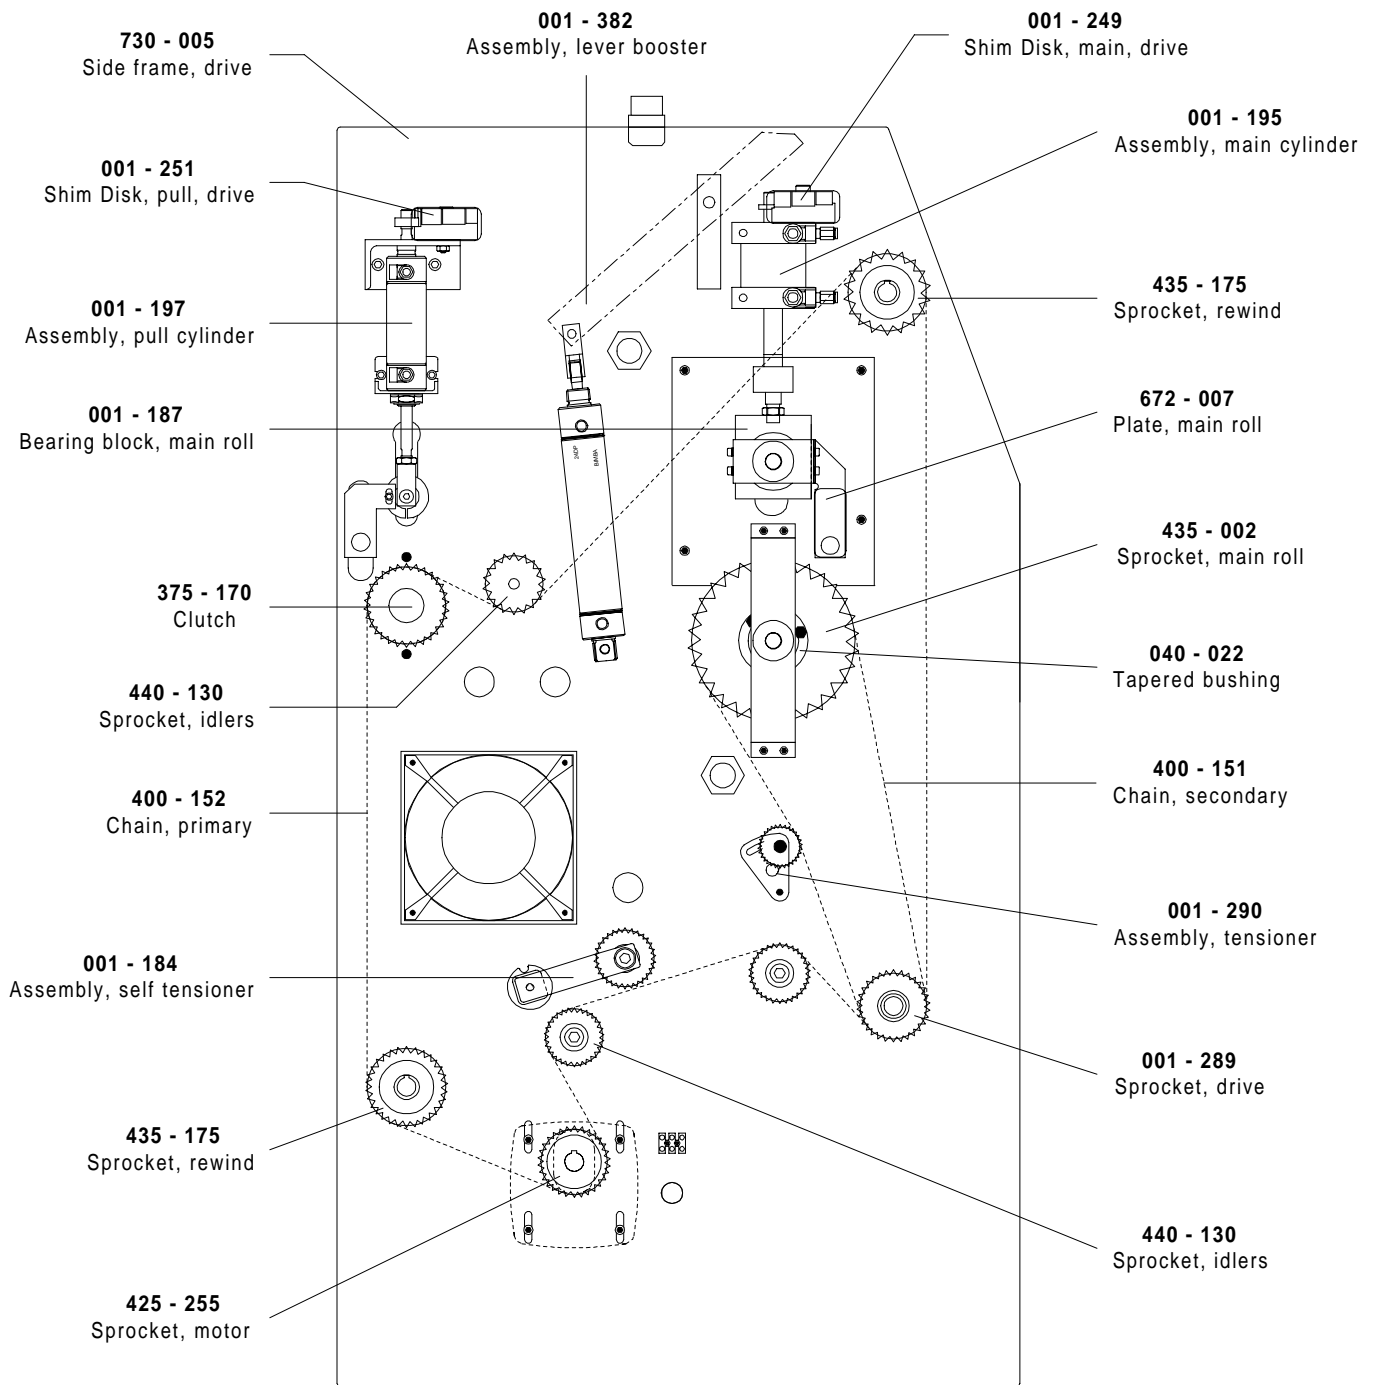 001 - 382
Assembly, lever booster
001 - 249
Shim Disk, main, drive
730 - 005
Side frame, drive
001 - 195
Assembly, main cylinder
001 - 251
Shim Disk, pull, drive
435 - 175
Sprocket, rewind
001 - 197
Assembly, pull cylinder
672 - 007
Plate, main roll
001 - 187
Bearing block, main roll
24DP
BIMBA
435 - 002
Sprocket, main roll
375 - 170
Clutch
040 - 022
Tapered bushing
440 - 130
Sprocket, idlers
400 - 151
Chain, secondary
400 - 152
Chain, primary
001 - 290
Assembly, tensioner
001 - 184
Assembly, self tensioner
001 - 289
Sprocket, drive
435 - 175
Sprocket, rewind
440 - 130
Sprocket, idlers
425 - 255
Sprocket, motor